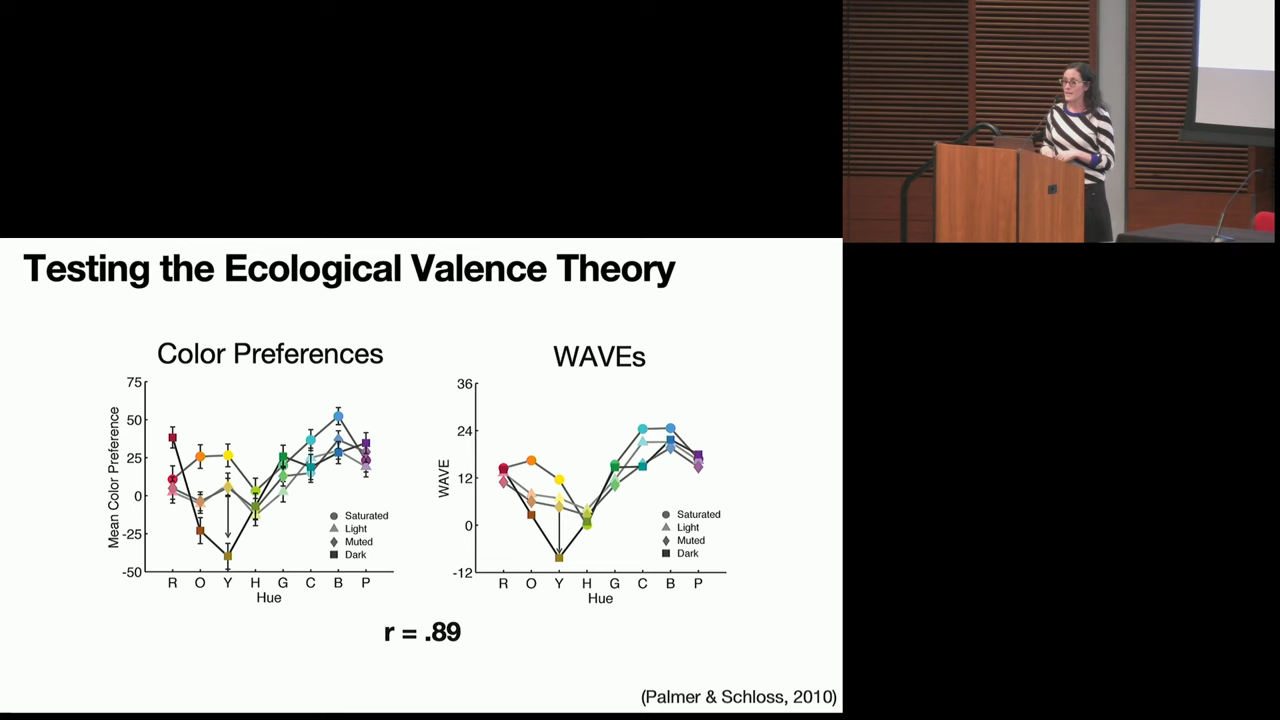 Testing the Ecological Valence Theory
Color Preferences
75
50
25
0
-25
-50
Mean Color Preference
Saturated
Light
Muted
Dark
R O Y H G C B P
Hue
WAVEs
36
24
12
0
-12
WAVE
Saturated
Light
Muted
Dark
R O Y H G C B P
Hue
r = .89
(Palmer & Schloss, 2010)